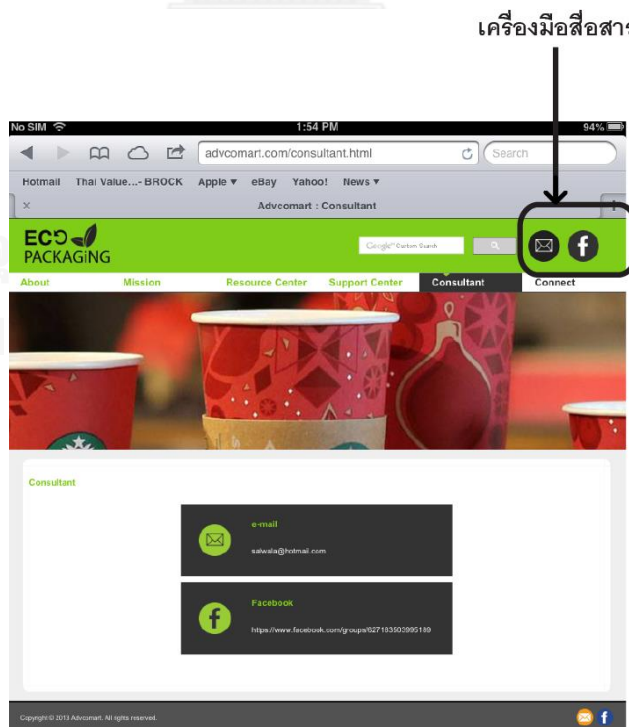 เครื่องมือสื่อสาร
No SIM 1:54 PM 94%
advcomart.com/consultant.html Search
Hotmail Thai Value...- BROCK Apple ▼ eBay Yahoo! News ▼
× Advcomart : Consultant +
ECO
PACKAGiNG
Google™ Custom Search
About Mission Resource Center Support Center Consultant Connect
Consultant
e-mail
salwala@hotmail.com
Facebook
https://www.facebook.com/groups/627183503995189
Copyright © 2013 Advcomart. All rights reserved.